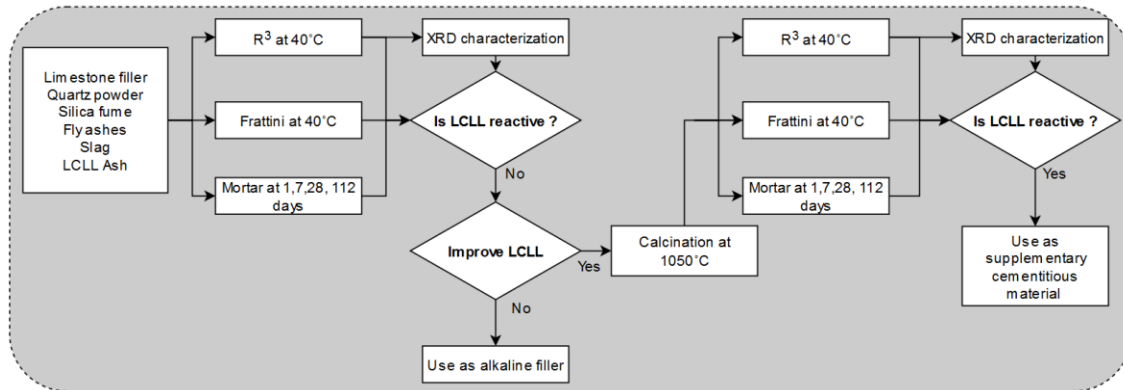 Limestone filler
Quartz powder
Silica fume
Fly ashes
Slag
LCLL Ash
R³ at 40˚C
Frattini at 40˚C
Mortar at 1,7,28, 112
days
XRD characterization
Is LCLL reactive ?
No
Improve LCLL
Yes
No
Use as alkaline filler
Calcination at
1050˚C
R³ at 40˚C
Frattini at 40˚C
Mortar at 1,7,28, 112
days
XRD characterization
Is LCLL reactive ?
Yes
Use as
supplementary
cementitious
material